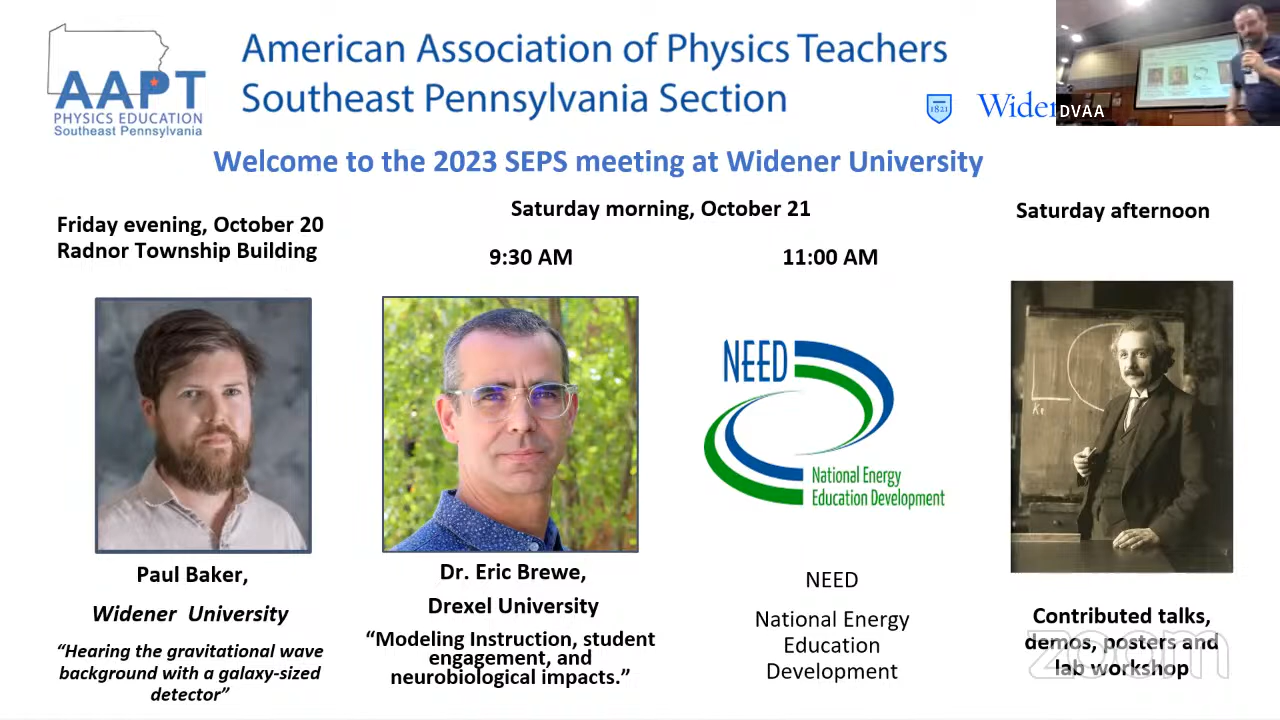 AAPT
PHYSICS EDUCATION
Southeast Pennsylvania
American Association of Physics Teachers
Southeast Pennsylvania Section
1821
DVAA
Welcome to the 2023 SEPS meeting at Widener University
Friday evening, October 20
Radnor Township Building
Saturday morning, October 21
9:30 AM
11:00 AM
Saturday afternoon
NEED
National Energy
Education Development
Paul Baker,
Widener University
“Hearing the gravitational wave
background with a galaxy-sized
detector”
Dr. Eric Brewe,
Drexel University
“Modeling Instruction, student
engagement, and
neurobiological impacts.”
NEED
National Energy
Education
Development
Contributed talks,
demos, posters and
lab workshop
zoom